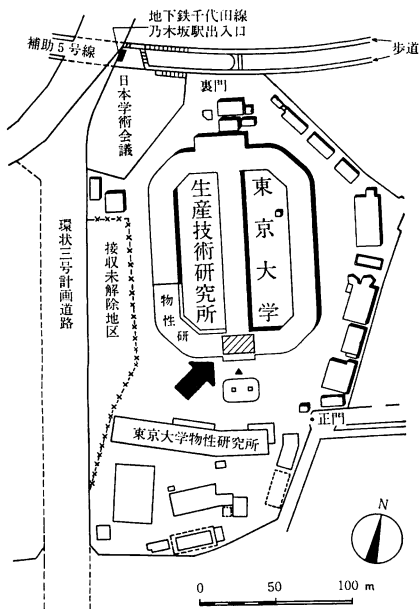 地下鉄千代田線
乃木坂駅出入口
補助5号線
歩道
裏門
日本学術会議
東京大学
生産技術研究所
物性研
環状三号計画道路
接収未解除地区
東京大学物性研究所
正門
N
0 50 100 m